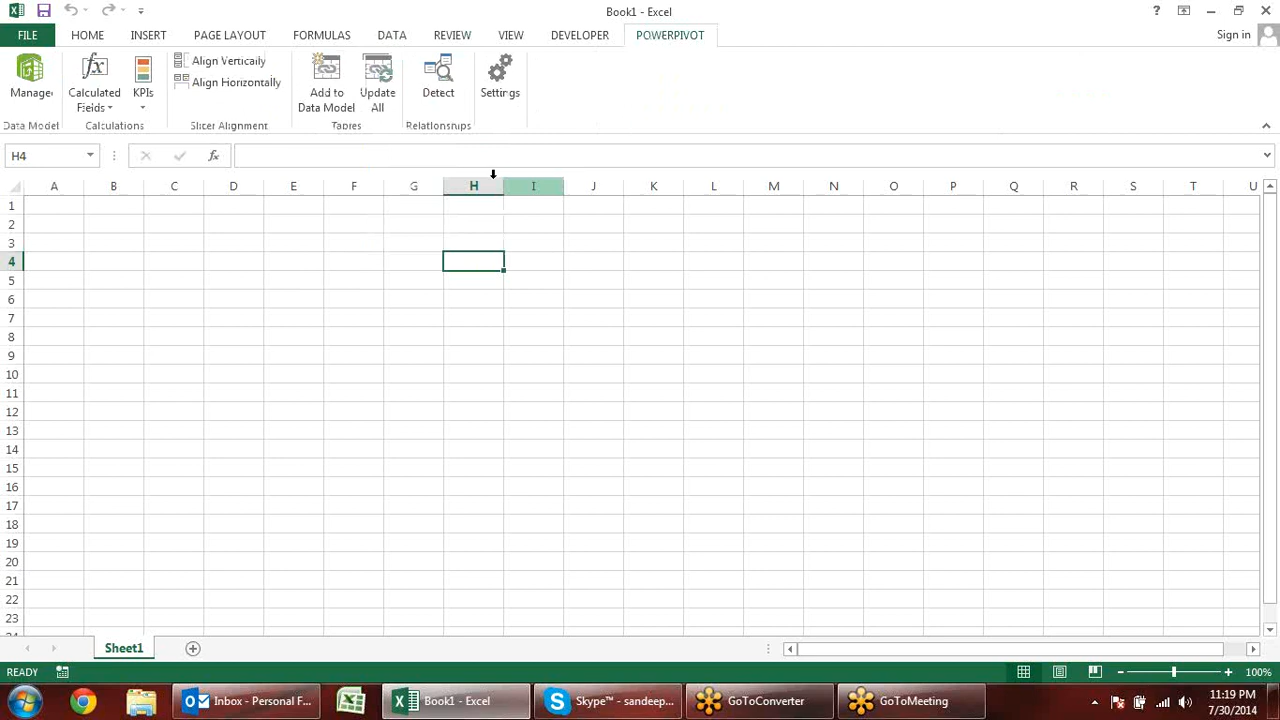 Book1 - Excel
?
FILE HOME INSERT PAGE LAYOUT FORMULAS DATA REVIEW VIEW DEVELOPER POWERPIVOT Sign in
Manage
Calculated Fields
KPIs
Align Vertically
Align Horizontally
Add to Data Model
Update All
Detect
Settings
Data Model Calculations Slicer Alignment Tables Relationships
H4 fx
A B C D E F G H I J K L M N O P Q R S T U
1
2
3
4
5
6
7
8
9
10
11
12
13
14
15
16
17
18
19
20
21
22
23
Sheet1
READY 100%
Inbox - Personal F... Book1 - Excel Skype™ - sandeep... GoToConverter GoToMeeting 11:19 PM
7/30/2014